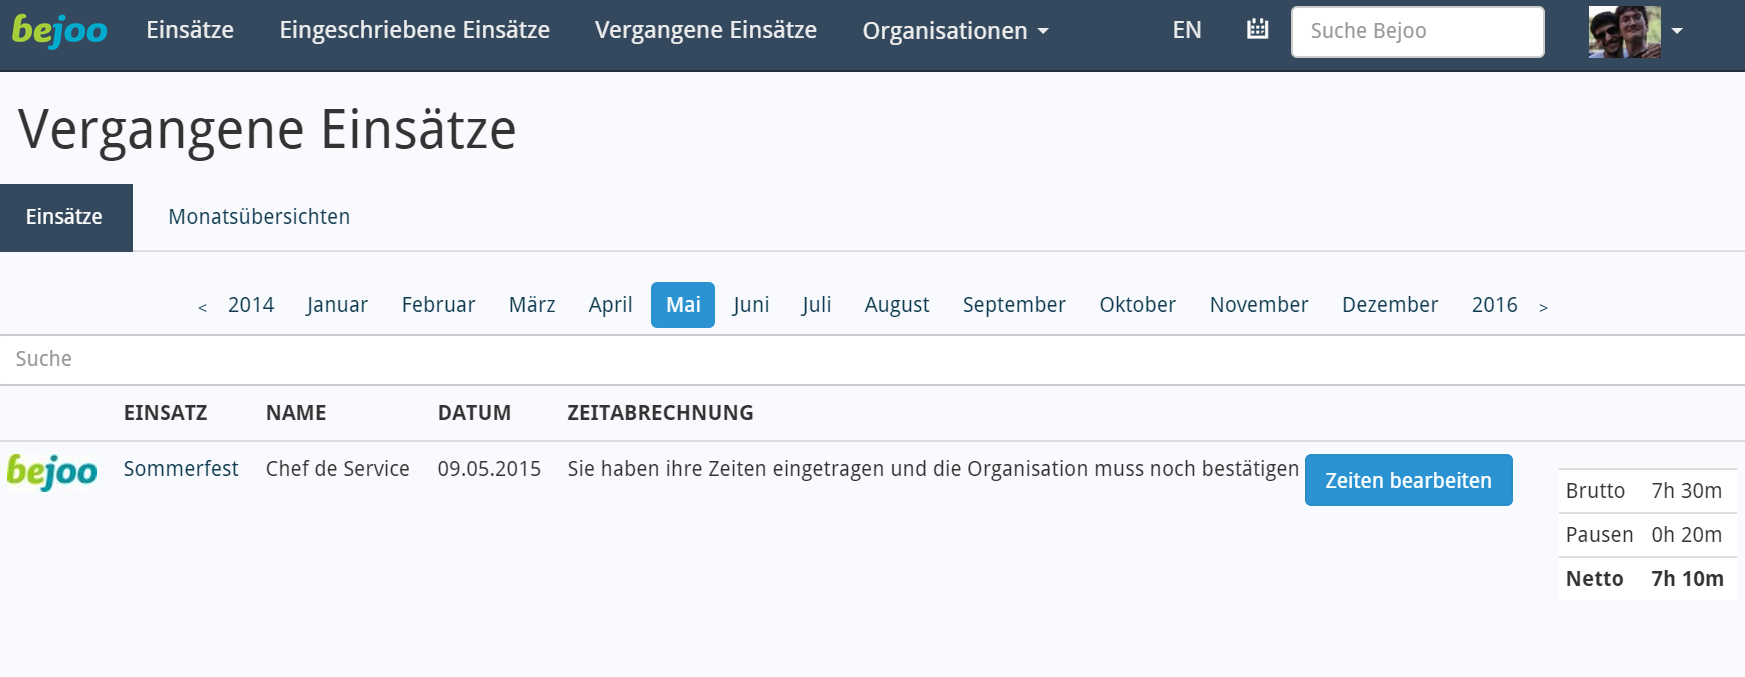 bejoo Einsätze Eingeschriebene Einsätze Vergangene Einsätze Organisationen EN Suche Bejoo
Vergangene Einsätze
Einsätze Monatsübersichten
< 2014 Januar Februar März April Mai Juni Juli August September Oktober November Dezember 2016 >
Suche
EINSATZ NAME DATUM ZEITABRECHNUNG
bejoo Sommerfest Chef de Service 09.05.2015 Sie haben ihre Zeiten eingetragen und die Organisation muss noch bestätigen Zeiten bearbeiten
Brutto 7h 30m
Pausen 0h 20m
Netto 7h 10m